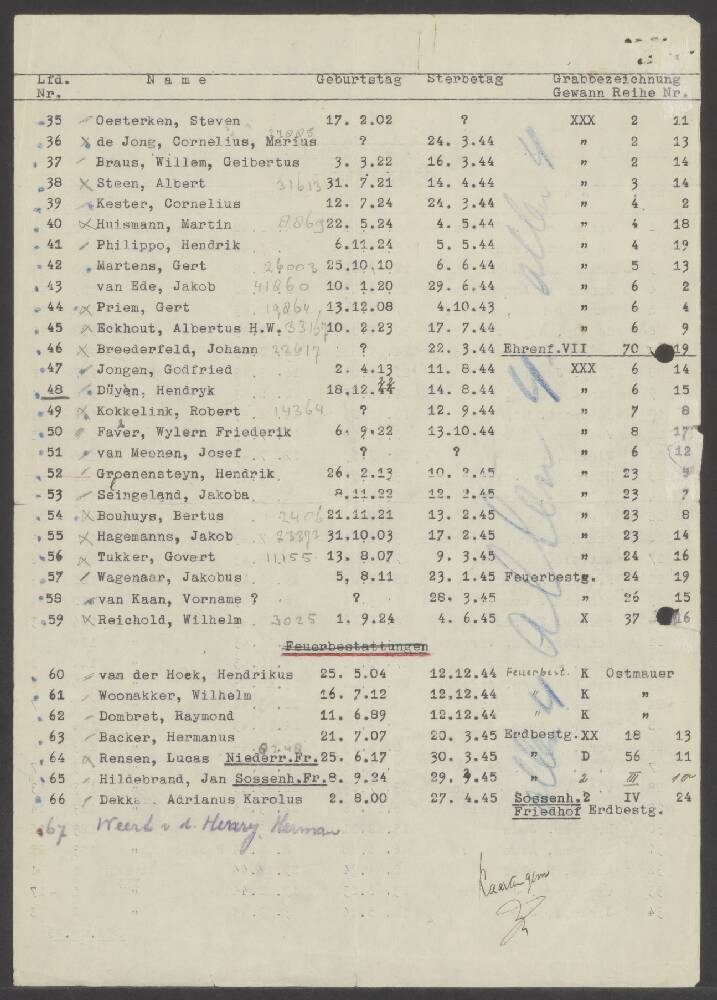 Lfd. Nr. Name Geburtstag Sterbetag Grabbezeichnung
Gewann Reihe Nr.
35 Oesterken, Steven 17. 2.02 ? XXX 2 21
36 de Jong, Cornelius, Marius ? 24. 3.44 " 2 13
37 Braus, Willem, Geibertus 3. 3.22 16. 3.44 " 2 14
38 Steen, Albert 31613 31. 7.21 14. 4.44 " 3 14
39 Kester, Cornelius 12. 7.24 24. 3.44 " 4 2
40 Huismann, Martin 8869 22. 5.24 4. 5.44 " 4 18
41 Philippo, Hendrik 6.11.24 5. 5.44 " 4 19
42 Martens, Gert 26003 25.10.10 6. 6.44 " 5 13
43 van Ede, Jakob 41860 10. 1.20 29. 6.44 " 6 2
44 Priem, Gert 19864 13.12.08 4.10.43 " 6 4
45 Eckhout, Albertus H.W. 10. 2.23 17. 7.44 " 6 9
46 Breederfeld, Johann ? 22. 3.44 Ehrenf.VII 70 19
47 Jongen, Godfried 2. 4.13 11. 8.44 XXX 6 14
48 Düyen, Hendryk 18.12.22 14. 8.44 " 6 15
49 Kokkelink, Robert 14364 ? 12. 9.44 " 7 8
50 Faver, Wylern Friederik 6. 9.22 13.10.44 " 8 17
51 van Meenen, Josef ? ? " 6 12
52 Groenensteyn, Hendrik 26. 2.13 10. 2.45 " 23
53 Seingeland, Jakoba 8.11.22 12. 2.45 " 23
54 Bouhuys, Bertus 21.11.21 13. 2.45 " 23 8
55 Hagemanns, Jakob 31.10.03 17. 2.45 " 23 14
56 Tukker, Govert 11155 13. 8.07 9. 3.45 " 24 16
57 Wagenaar, Jakobus 5, 8.11 23. 1.45 Feuerbestg. 24 19
58 van Kaan, Vorname ? ? 28. 3.45 " 26 15
59 Reichold, Wilhelm 3025 1. 9.24 4. 6.45 X 37 16
Feuerbestattungen
60 van der Hoek, Hendrikus 25. 5.04 12.12.44 Feuerbest. K Ostmauer
61 Woonakker, Wilhelm 16. 7.12 12.12.44 " K "
62 Dombret, Raymond 11. 6.89 12.12.44 " K "
63 Backer, Hermanus 21. 7.07 20. 3.45 Erdbestg.XX 18 13
64 Rensen, Lucas Niederr.Fr. 25. 6.17 30. 3.45 " D 56 11
65 Hildebrand, Jan Sossenh.Fr. 8. 9.24 29. 3.45 " 2 III 10
66 Dekke Adrianus Karolus 2. 8.00 27. 4.45 Sossenh.2 IV 24
Friedhof Erdbestg.
67 Weert v d. Herman